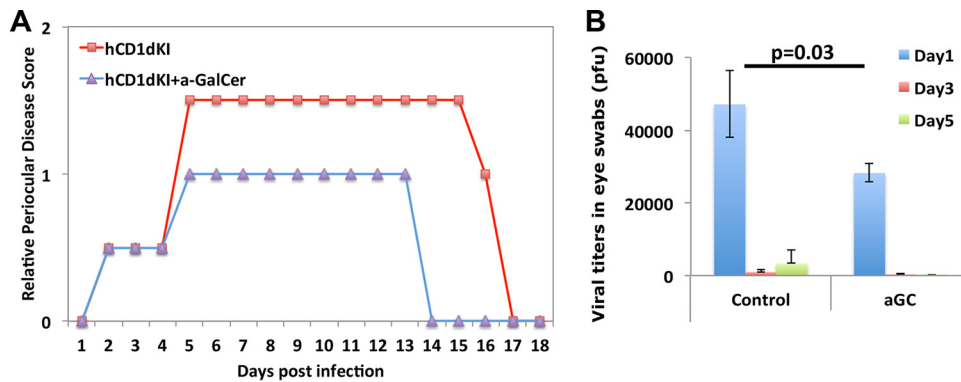 A
Relative Periocular Disease Score
2
1
0
hCD1dKI
hCD1dKI+a-GalCer
1 2 3 4 5 6 7 8 9 10 11 12 13 14 15 16 17 18
Days post infection
B
Viral titers in eye swabs (pfu)
60000
40000
20000
0
p=0.03
Day1
Day3
Day5
Control aGC